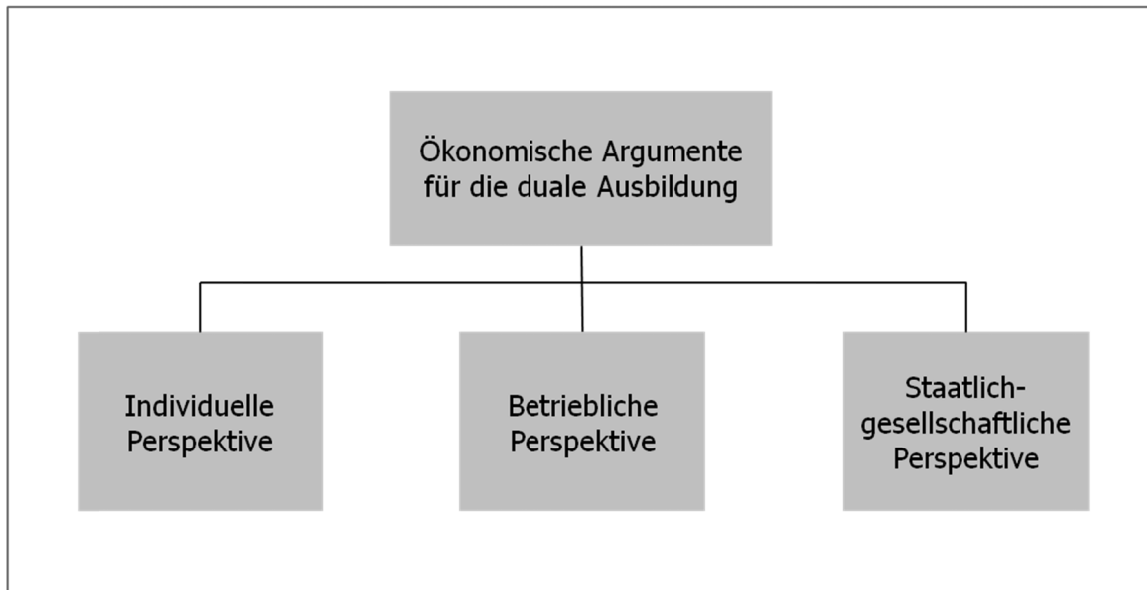 Ökonomische Argumente
für die duale Ausbildung
Individuelle
Perspektive
Betriebliche
Perspektive
Staatlich-
gesellschaftliche
Perspektive